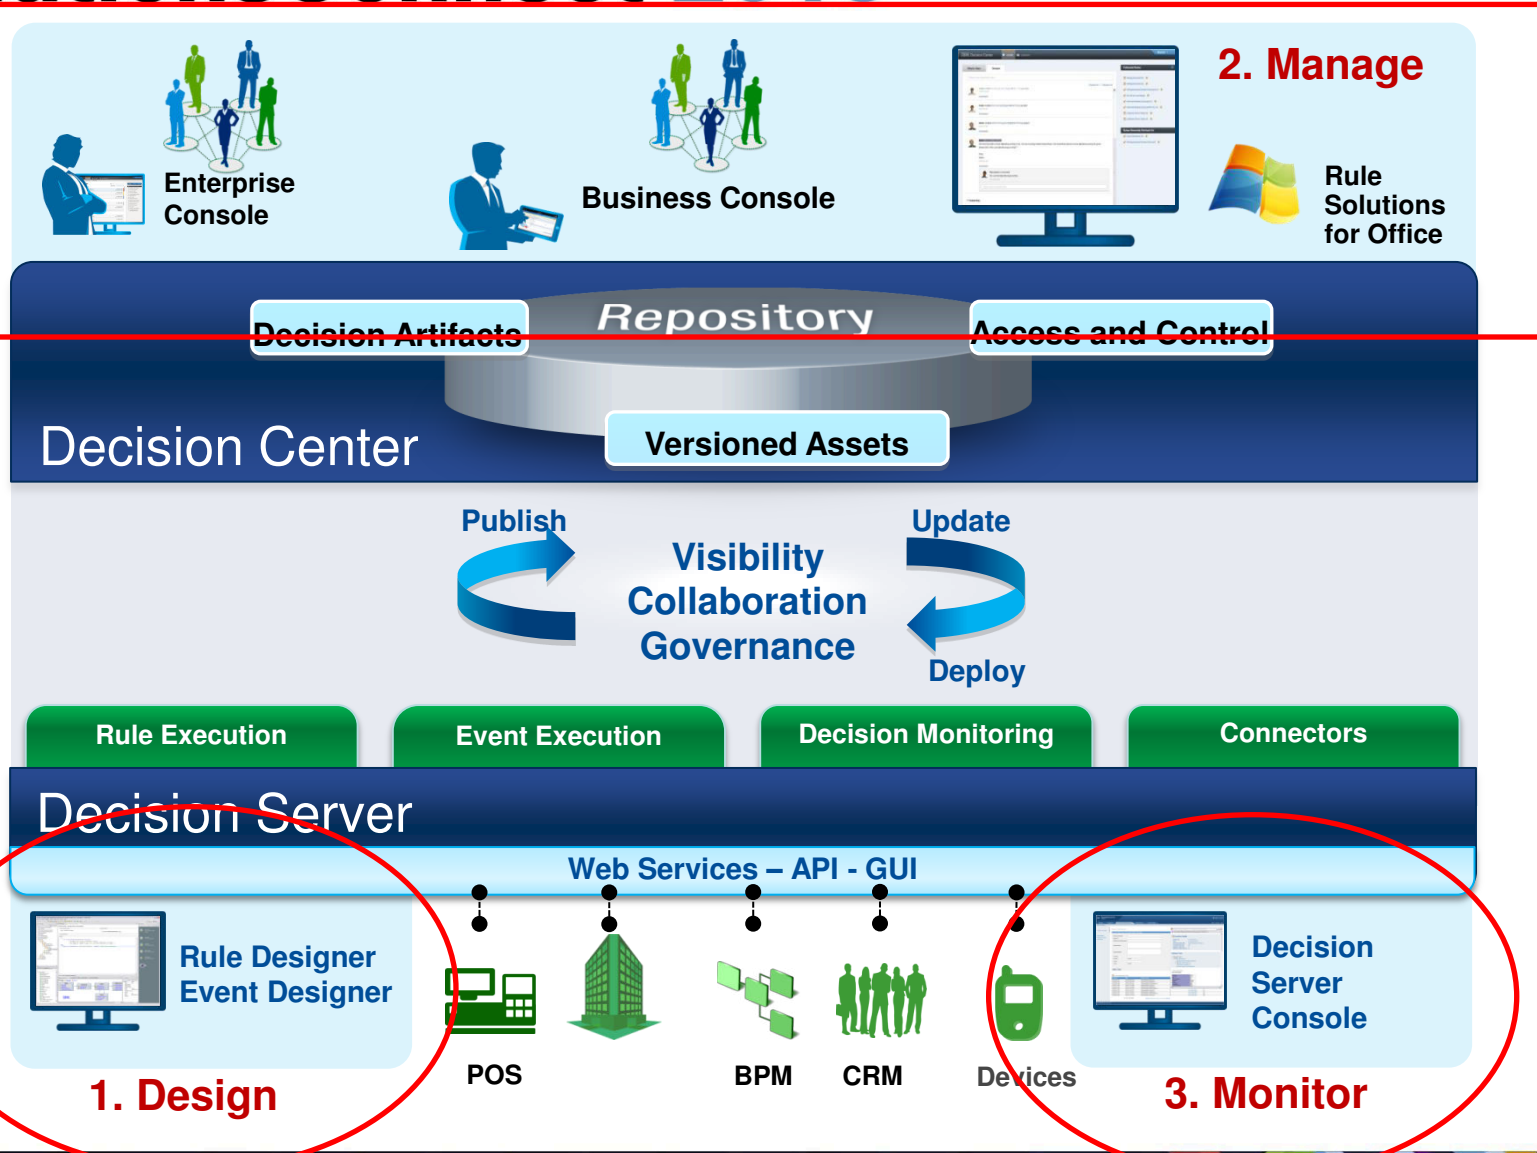 2. Manage
Enterprise
Console
Business Console
Rule
Solutions
for Office
Repository
Decision Artifacts
Access and Control
Versioned Assets
Decision Center
Publish
Update
Visibility
Collaboration
Governance
Deploy
Rule Execution
Event Execution
Decision Monitoring
Connectors
Decision Server
Web Services – API - GUI
Rule Designer
Event Designer
Decision
Server
Console
POS
BPM
CRM
Devices
1. Design
3. Monitor